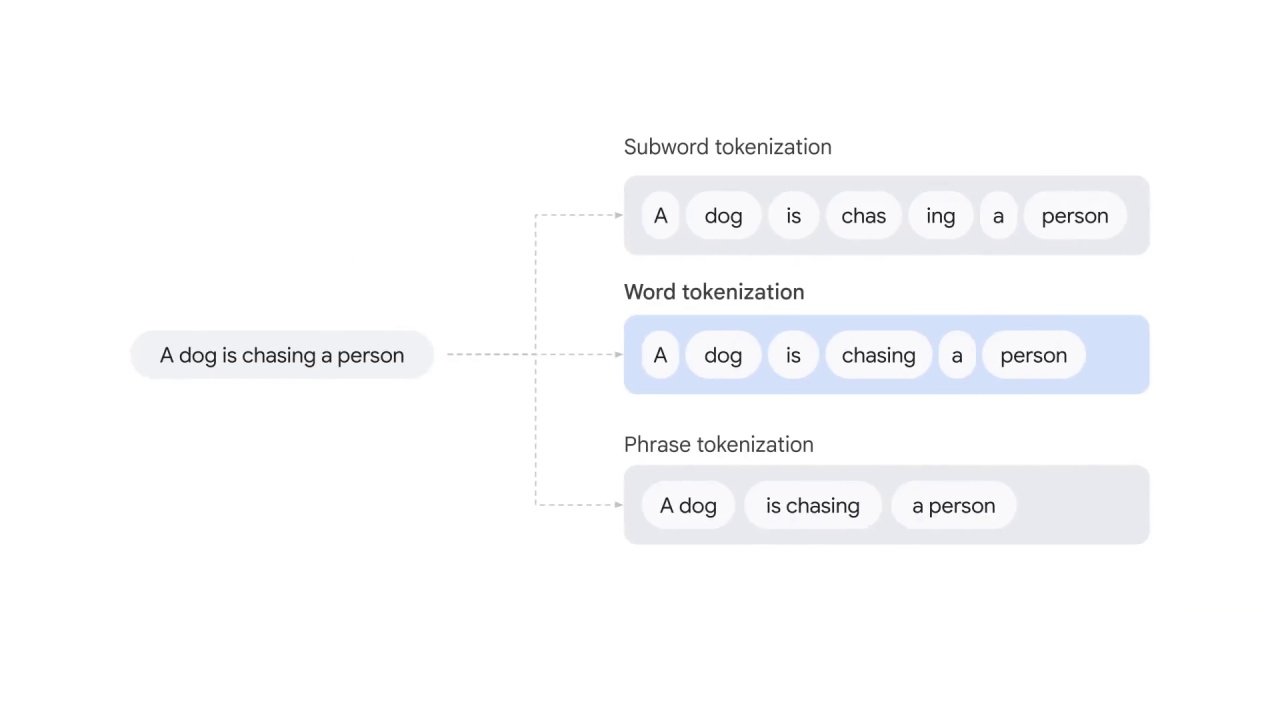 A dog is chasing a person
Subword tokenization
A dog is chas ing a person
Word tokenization
A dog is chasing a person
Phrase tokenization
A dog is chasing a person